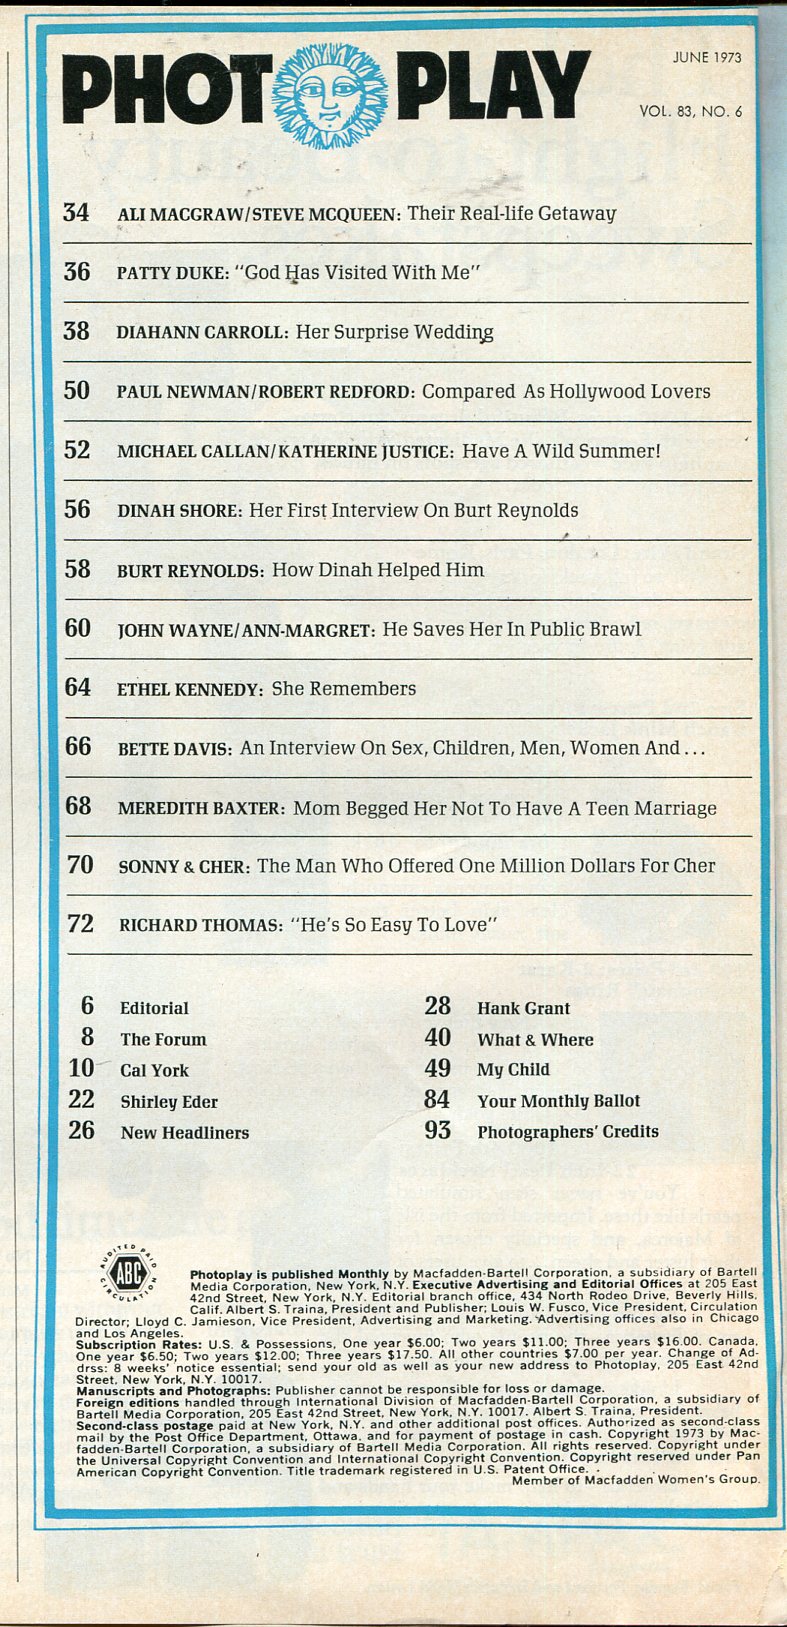 PHOTOPLAY
JUNE 1973
VOL. 83, NO. 6
34 ALI MACGRAW/STEVE MCQUEEN: Their Real-life Getaway
36 PATTY DUKE: "God Has Visited With Me"
38 DIAHANN CARROLL: Her Surprise Wedding
50 PAUL NEWMAN/ROBERT REDFORD: Compared As Hollywood Lovers
52 MICHAEL CALLAN/KATHERINE JUSTICE: Have A Wild Summer!
56 DINAH SHORE: Her First Interview On Burt Reynolds
58 BURT REYNOLDS: How Dinah Helped Him
60 JOHN WAYNE/ANN-MARGRET: He Saves Her In Public Brawl
64 ETHEL KENNEDY: She Remembers
66 BETTE DAVIS: An Interview On Sex, Children, Men, Women And...
68 MEREDITH BAXTER: Mom Begged Her Not To Have A Teen Marriage
70 SONNY & CHER: The Man Who Offered One Million Dollars For Cher
72 RICHARD THOMAS: "He's So Easy To Love"
6 Editorial
8 The Forum
10 Cal York
22 Shirley Eder
26 New Headliners
28 Hank Grant
40 What & Where
49 My Child
84 Your Monthly Ballot
93 Photographers' Credits
AUDITED PAID
ABC
CIRCULATION
Photoplay is published Monthly by Macfadden-Bartell Corporation, a subsidiary of Bartell
Media Corporation, New York, N.Y. Executive Advertising and Editorial Offices at 205 East
42nd Street, New York, N.Y. Editorial branch office, 434 North Rodeo Drive, Beverly Hills,
Calif. Albert S. Traina, President and Publisher; Louis W. Fusco, Vice President, Circulation
Director; Lloyd C. Jamieson, Vice President, Advertising and Marketing. Advertising offices also in Chicago
and Los Angeles.
Subscription Rates: U.S. & Possessions, One year $6.00; Two years $11.00; Three years $16.00. Canada,
One year $6.50; Two years $12.00; Three years $17.50. All other countries $7.00 per year. Change of Ad-
drss: 8 weeks' notice essential; send your old as well as your new address to Photoplay, 205 East 42nd
Street, New York, N.Y. 10017.
Manuscripts and Photographs: Publisher cannot be responsible for loss or damage.
Foreign editions handled through International Division of Macfadden-Bartell Corporation, a subsidiary of
Bartell Media Corporation, 205 East 42nd Street, New York, N.Y. 10017. Albert S. Traina, President.
Second-class postage paid at New York, N.Y. and other additional post offices. Authorized as second-class
mail by the Post Office Department, Ottawa, and for payment of postage in cash. Copyright 1973 by Mac-
fadden-Bartell Corporation, a subsidiary of Bartell Media Corporation. All rights reserved. Copyright under
the Universal Copyright Convention and International Copyright Convention. Copyright reserved under Pan
American Copyright Convention. Title trademark registered in U.S. Patent Office.
Member of Macfadden Women's Group.